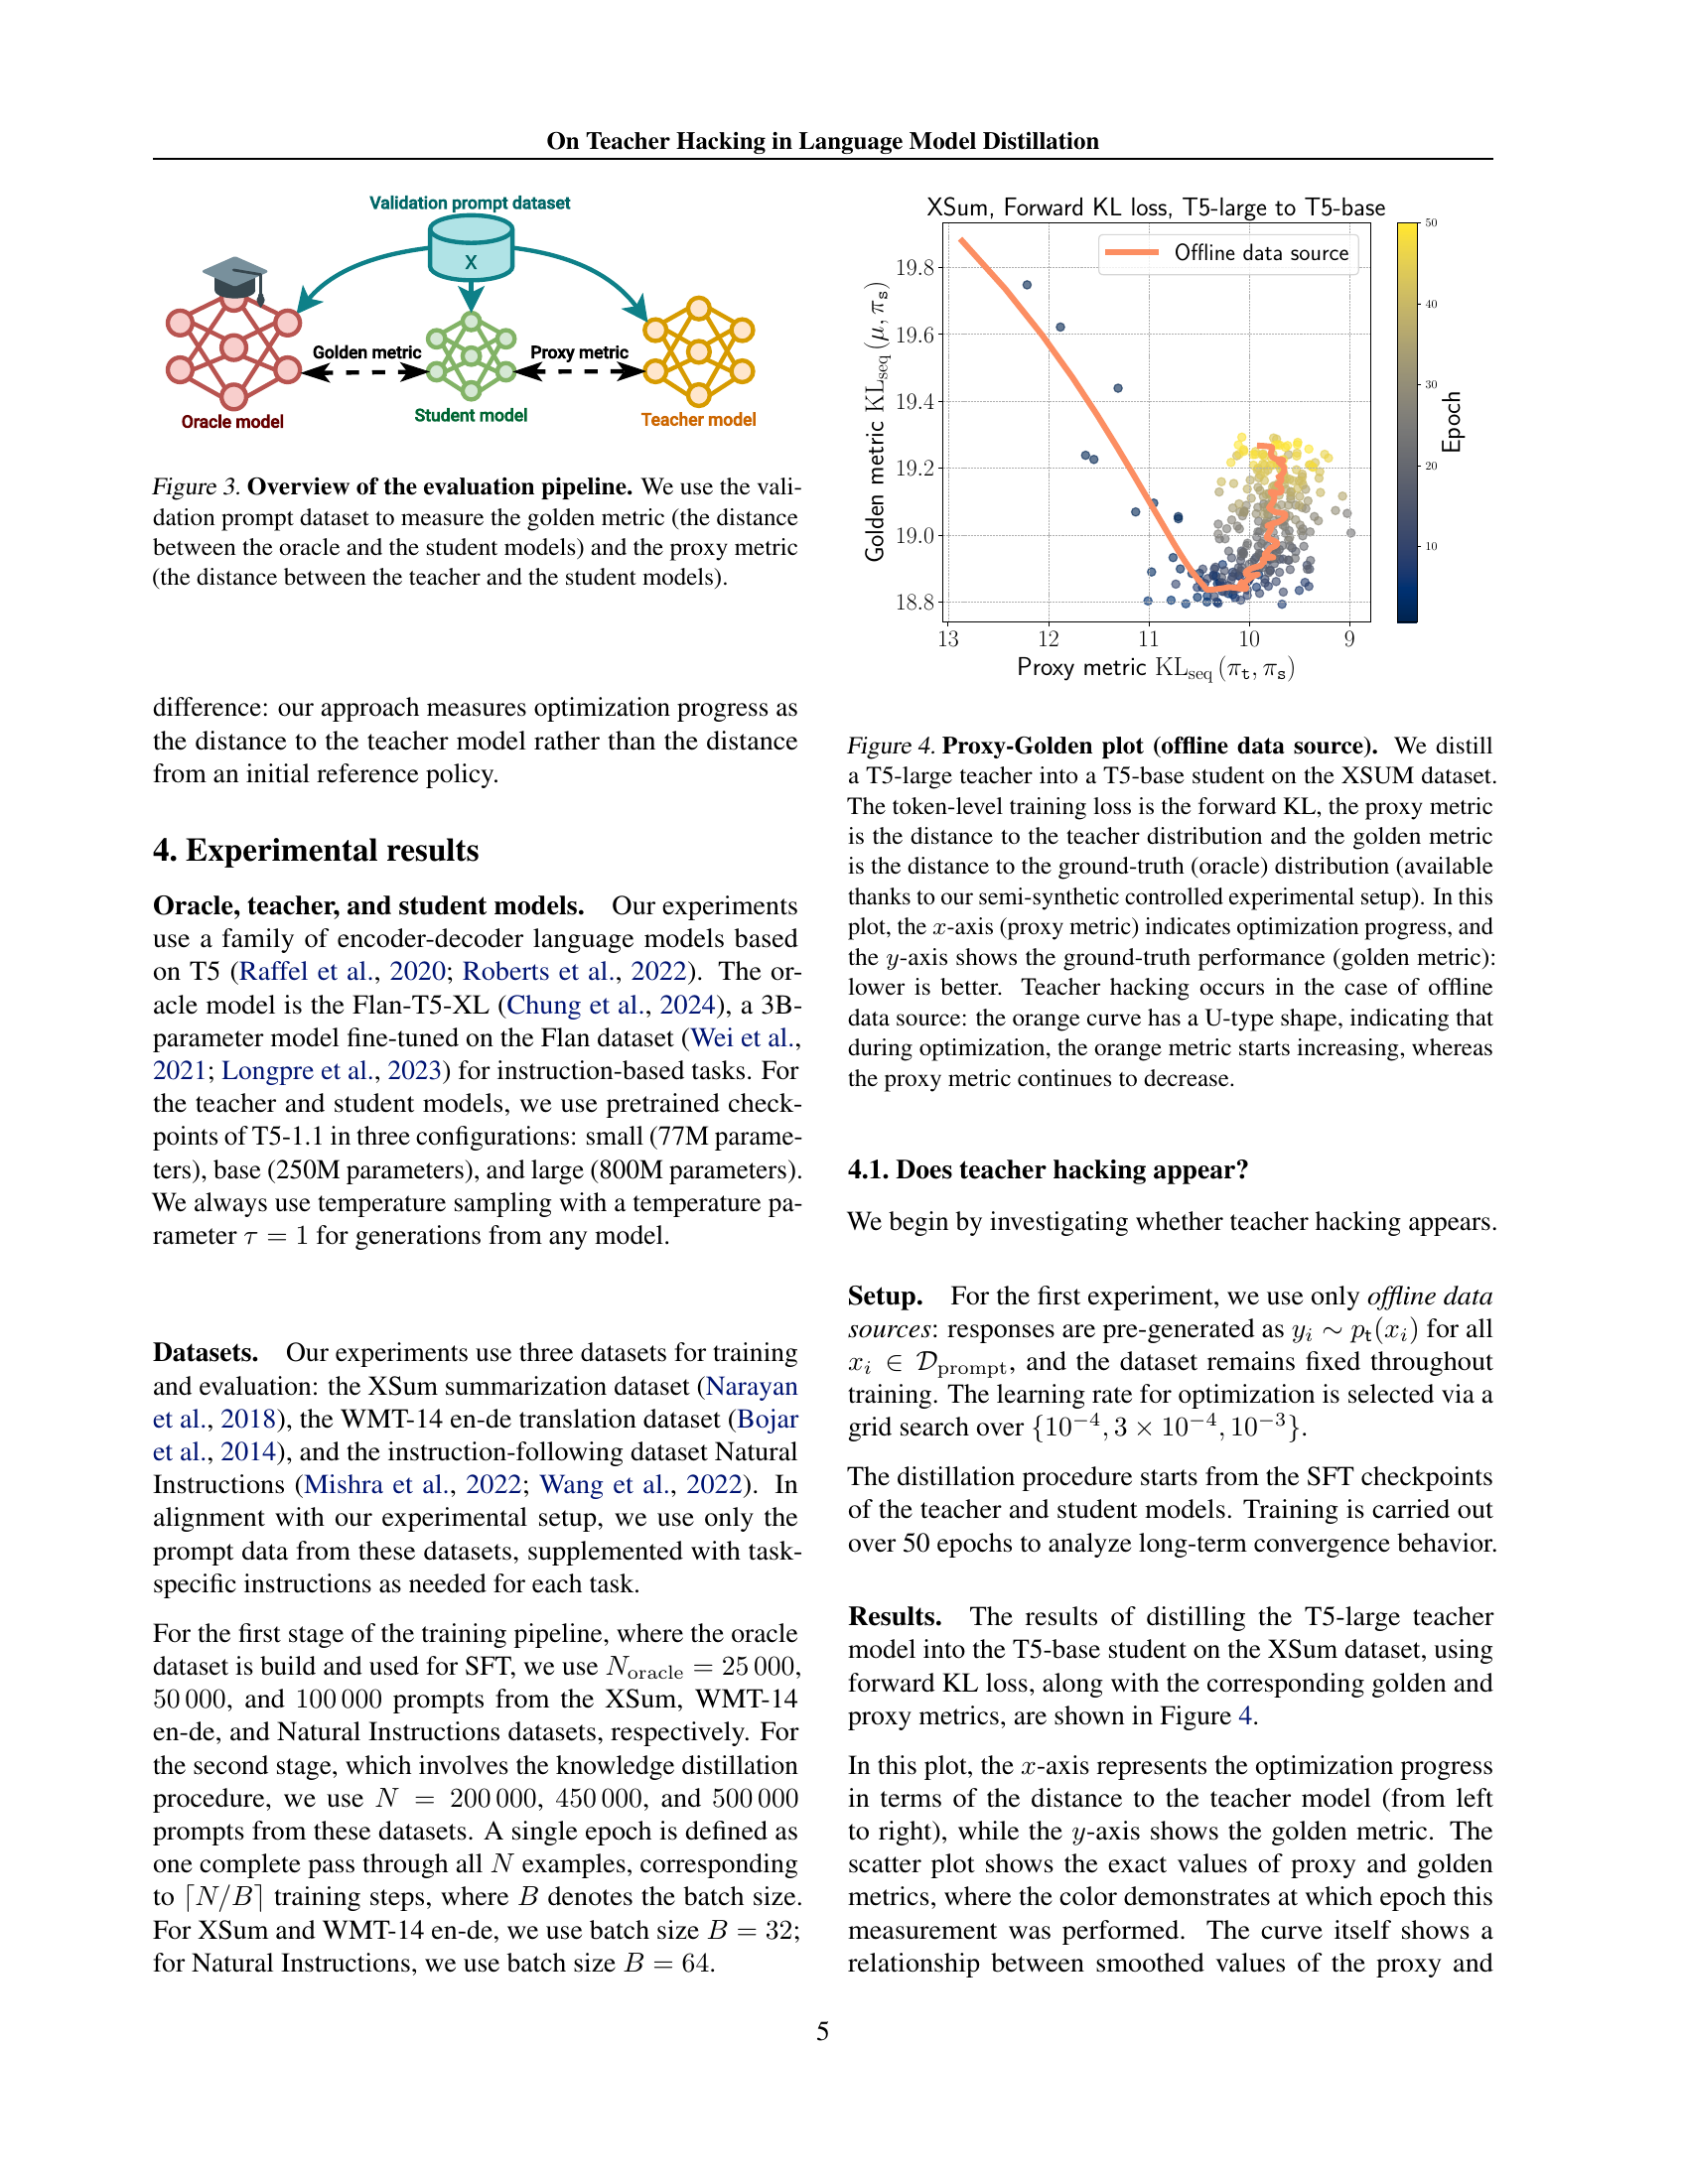 On Teacher Hacking in Language Model Distillation
Validation prompt dataset
X
Golden metric
Proxy metric
Oracle model
Student model
Teacher model
Figure 3. Overview of the evaluation pipeline. We use the vali-
dation prompt dataset to measure the golden metric (the distance
between the oracle and the student models) and the proxy metric
(the distance between the teacher and the student models).
difference: our approach measures optimization progress as
the distance to the teacher model rather than the distance
from an initial reference policy.
4. Experimental results
Oracle, teacher, and student models. Our experiments
use a family of encoder-decoder language models based
on T5 (Raffel et al., 2020; Roberts et al., 2022). The or-
acle model is the Flan-T5-XL (Chung et al., 2024), a 3B-
parameter model fine-tuned on the Flan dataset (Wei et al.,
2021; Longpre et al., 2023) for instruction-based tasks. For
the teacher and student models, we use pretrained check-
points of T5-1.1 in three configurations: small (77M parame-
ters), base (250M parameters), and large (800M parameters).
We always use temperature sampling with a temperature pa-
rameter τ = 1 for generations from any model.
Datasets. Our experiments use three datasets for training
and evaluation: the XSum summarization dataset (Narayan
et al., 2018), the WMT-14 en-de translation dataset (Bojar
et al., 2014), and the instruction-following dataset Natural
Instructions (Mishra et al., 2022; Wang et al., 2022). In
alignment with our experimental setup, we use only the
prompt data from these datasets, supplemented with task-
specific instructions as needed for each task.
For the first stage of the training pipeline, where the oracle
dataset is build and used for SFT, we use N_oracle = 25 000,
50 000, and 100 000 prompts from the XSum, WMT-14
en-de, and Natural Instructions datasets, respectively. For
the second stage, which involves the knowledge distillation
procedure, we use N = 200 000, 450 000, and 500 000
prompts from these datasets. A single epoch is defined as
one complete pass through all N examples, corresponding
to ⌈N/B⌉ training steps, where B denotes the batch size.
For XSum and WMT-14 en-de, we use batch size B = 32;
for Natural Instructions, we use batch size B = 64.
XSum, Forward KL loss, T5-large to T5-base
Offline data source
Golden metric KL_seq (μ, π_s)
19.8
19.6
19.4
19.2
19.0
18.8
13 12 11 10 9
Proxy metric KL_seq (π_t, π_s)
50
40
30
20
10
Epoch
Figure 4. Proxy-Golden plot (offline data source). We distill
a T5-large teacher into a T5-base student on the XSUM dataset.
The token-level training loss is the forward KL, the proxy metric
is the distance to the teacher distribution and the golden metric
is the distance to the ground-truth (oracle) distribution (available
thanks to our semi-synthetic controlled experimental setup). In this
plot, the x-axis (proxy metric) indicates optimization progress, and
the y-axis shows the ground-truth performance (golden metric):
lower is better. Teacher hacking occurs in the case of offline
data source: the orange curve has a U-type shape, indicating that
during optimization, the orange metric starts increasing, whereas
the proxy metric continues to decrease.
4.1. Does teacher hacking appear?
We begin by investigating whether teacher hacking appears.
Setup. For the first experiment, we use only offline data
sources: responses are pre-generated as y_i ∼ p_t(x_i) for all
x_i ∈ D_prompt, and the dataset remains fixed throughout
training. The learning rate for optimization is selected via a
grid search over {10⁻⁴, 3 × 10⁻⁴, 10⁻³}.
The distillation procedure starts from the SFT checkpoints
of the teacher and student models. Training is carried out
over 50 epochs to analyze long-term convergence behavior.
Results. The results of distilling the T5-large teacher
model into the T5-base student on the XSum dataset, using
forward KL loss, along with the corresponding golden and
proxy metrics, are shown in Figure 4.
In this plot, the x-axis represents the optimization progress
in terms of the distance to the teacher model (from left
to right), while the y-axis shows the golden metric. The
scatter plot shows the exact values of proxy and golden
metrics, where the color demonstrates at which epoch this
measurement was performed. The curve itself shows a
relationship between smoothed values of the proxy and
5